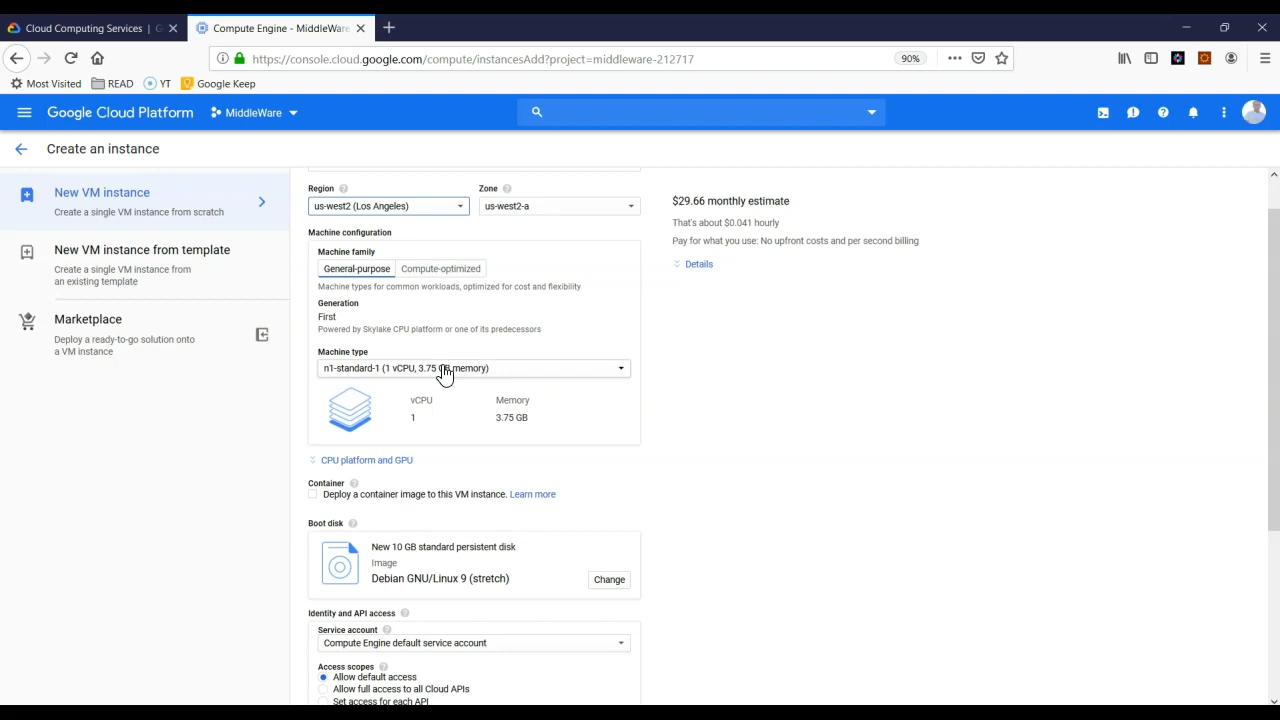 Cloud Computing Services | G
Compute Engine - MiddleWare
https://console.cloud.google.com/compute/instancesAdd?project=middleware-212717
90%
Most Visited
READ
YT
Google Keep
Google Cloud Platform
MiddleWare
Create an instance
New VM instance
Create a single VM instance from scratch
New VM instance from template
Create a single VM instance from
an existing template
Marketplace
Deploy a ready-to-go solution onto
a VM instance
Region
Zone
us-west2 (Los Angeles)
us-west2-a
Machine configuration
Machine family
General-purpose
Compute-optimized
Machine types for common workloads, optimized for cost and flexibility
Generation
First
Powered by Skylake CPU platform or one of its predecessors
Machine type
n1-standard-1 (1 vCPU, 3.75 GB memory)
vCPU
Memory
1
3.75 GB
CPU platform and GPU
Container
Deploy a container image to this VM instance. Learn more
Boot disk
New 10 GB standard persistent disk
Image
Debian GNU/Linux 9 (stretch)
Change
Identity and API access
Service account
Compute Engine default service account
Access scopes
Allow default access
Allow full access to all Cloud APIs
Set access for each API
$29.66 monthly estimate
That's about $0.041 hourly
Pay for what you use: No upfront costs and per second billing
Details